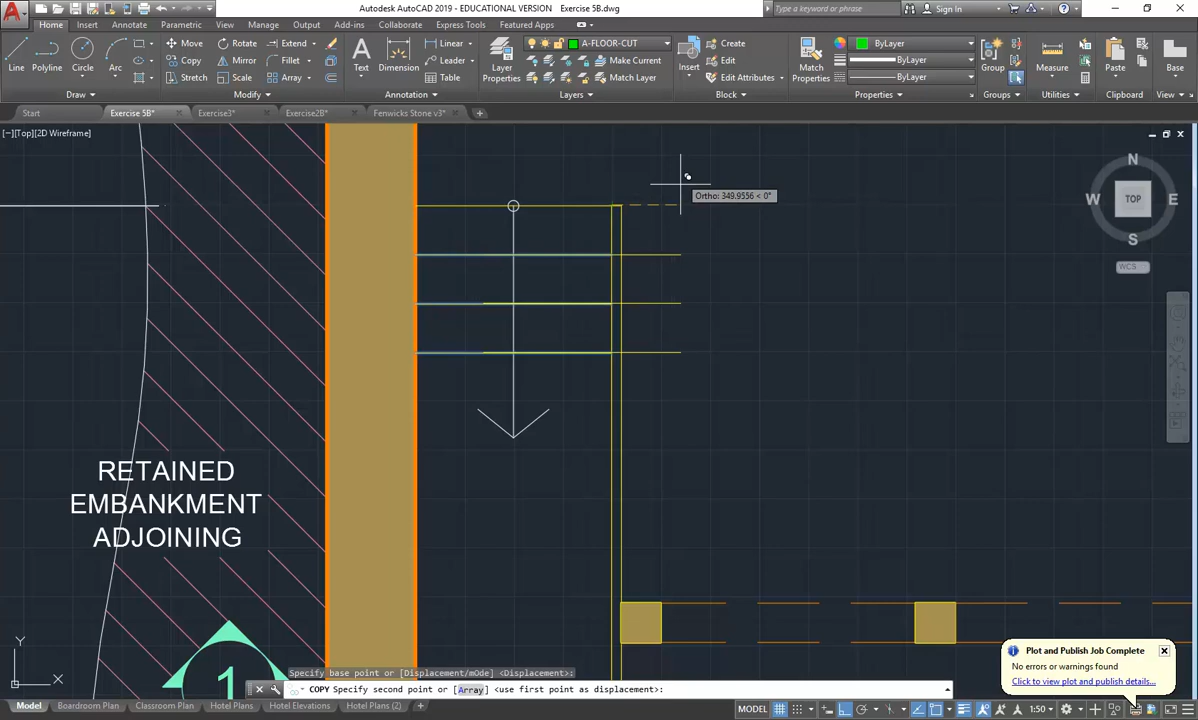 Autodesk AutoCAD 2019 - EDUCATIONAL VERSION Exercise 5B.dwg
Type a keyword or phrase
Sign In
Home Insert Annotate Parametric View Manage Output Add-ins Collaborate Express Tools Featured Apps
Line Polyline Circle Arc
Move Rotate Extend
Copy Mirror Fillet
Stretch Scale Array
Text Dimension
Linear
Leader
Table
Layer Properties
A-FLOOR-CUT
Make Current
Match Layer
Insert
Create
Edit
Edit Attributes
Match Properties
ByLayer
ByLayer
ByLayer
Group Measure Paste Base
Draw Modify Annotation Layers Block Properties Groups Utilities Clipboard View
Start Exercise 5B* Exercise3* Exercise2B* Fenwicks Stone v3*
[−][Top][2D Wireframe]
N
W TOP E
S
WCS
Ortho: 349.9556 < 0°
RETAINED
EMBANKMENT
ADJOINING
1
Y
X
Plot and Publish Job Complete
No errors or warnings found
Click to view plot and publish details...
Specify base point or [Displacement/mOde] <Displacement>:
COPY Specify second point or [Array] <use first point as displacement>:
Model Boardroom Plan Classroom Plan Hotel Plans Hotel Elevations Hotel Plans (2)
MODEL
1:50